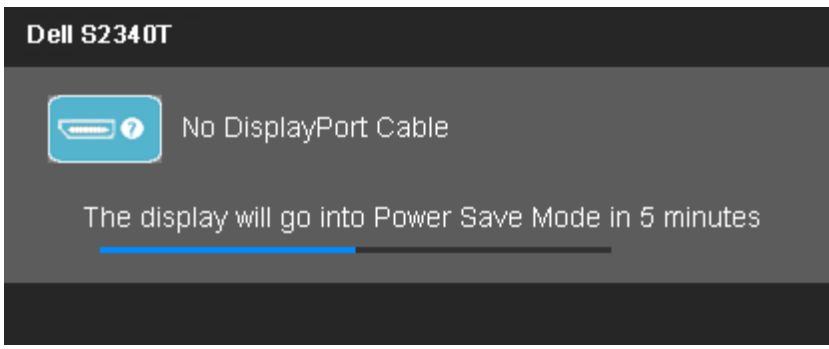 Dell S2340T
?
No DisplayPort Cable
The display will go into Power Save Mode in 5 minutes